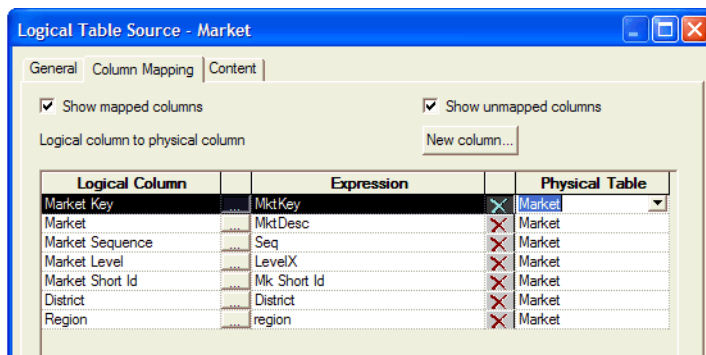 Logical Table Source - Market
General Column Mapping Content
Show mapped columns Show unmapped columns
Logical column to physical column New column...
Logical Column Expression Physical Table
Market Key ... MktKey Market
Market ... MktDesc Market
Market Sequence ... Seq Market
Market Level ... LevelX Market
Market Short Id ... Mk Short Id Market
District ... District Market
Region ... region Market